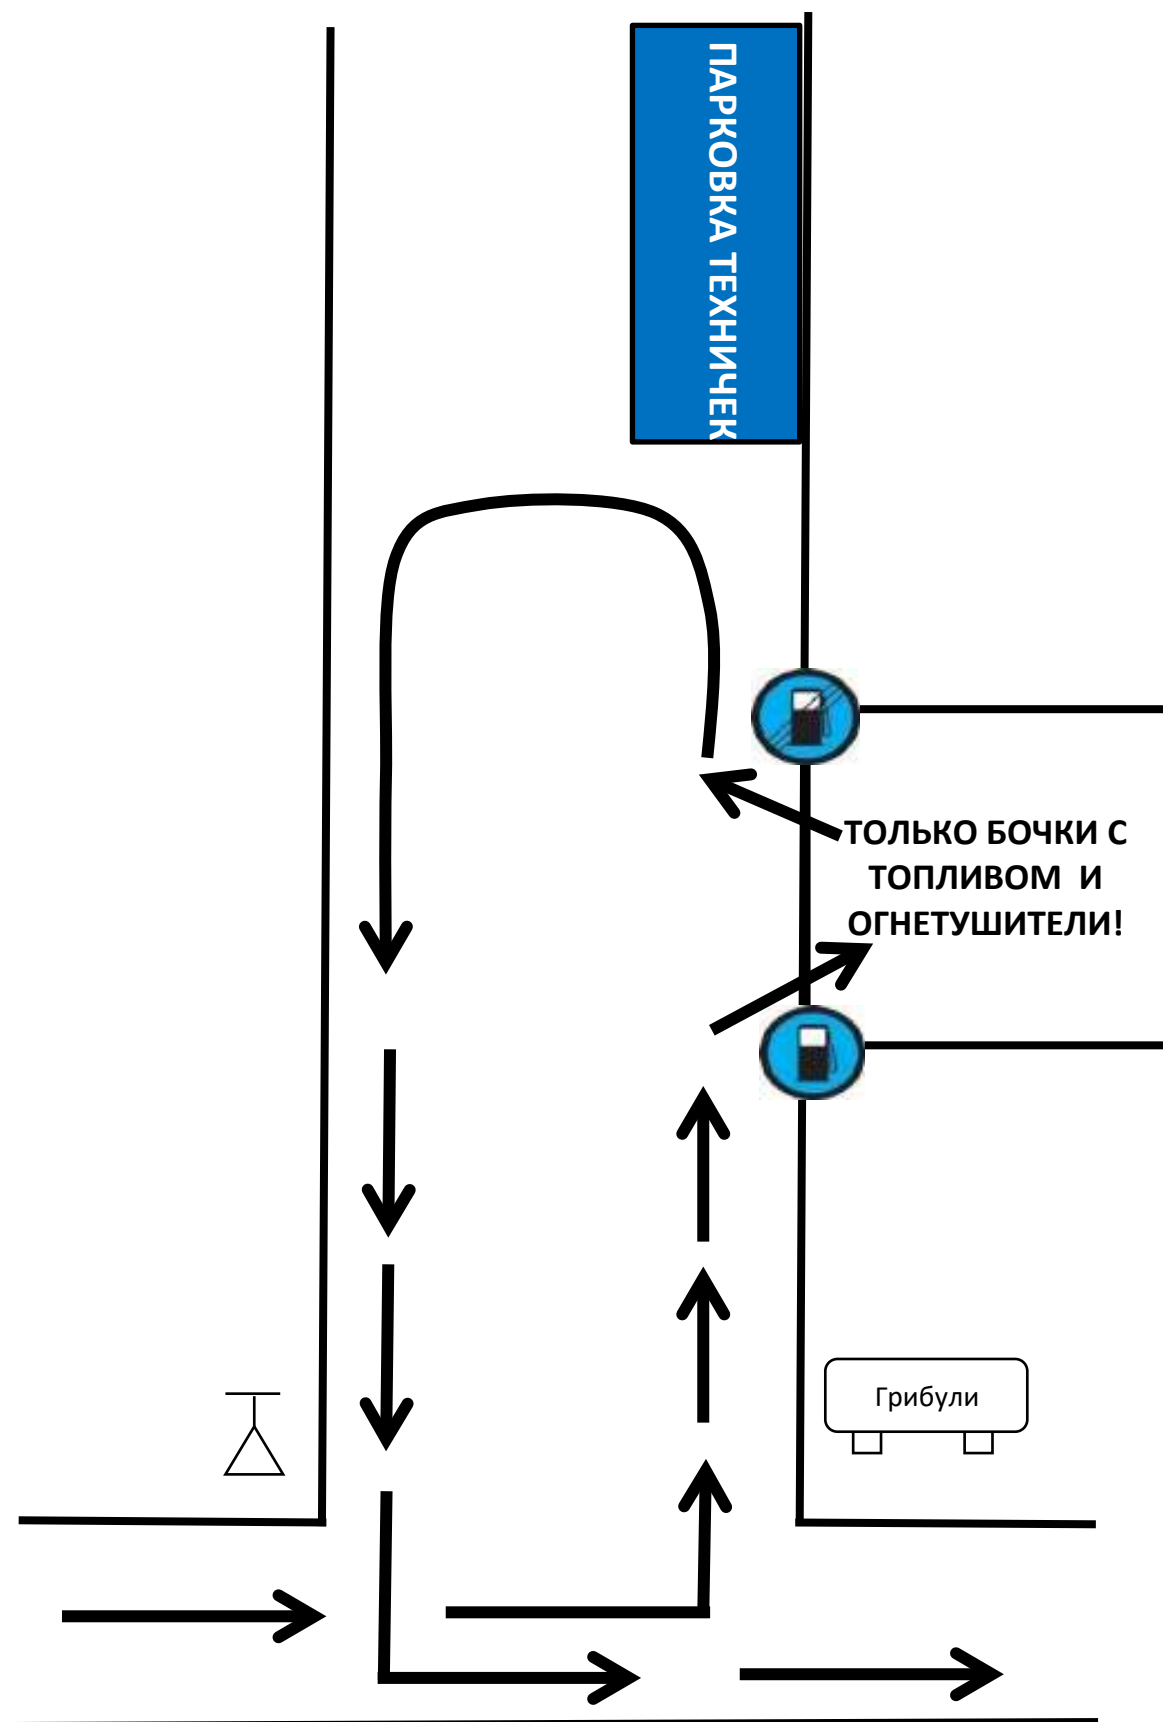 ПАРКОВКА ТЕХНИЧЕК
ТОЛЬКО БОЧКИ С
ТОПЛИВОМ И
ОГНЕТУШИТЕЛИ!
Грибули